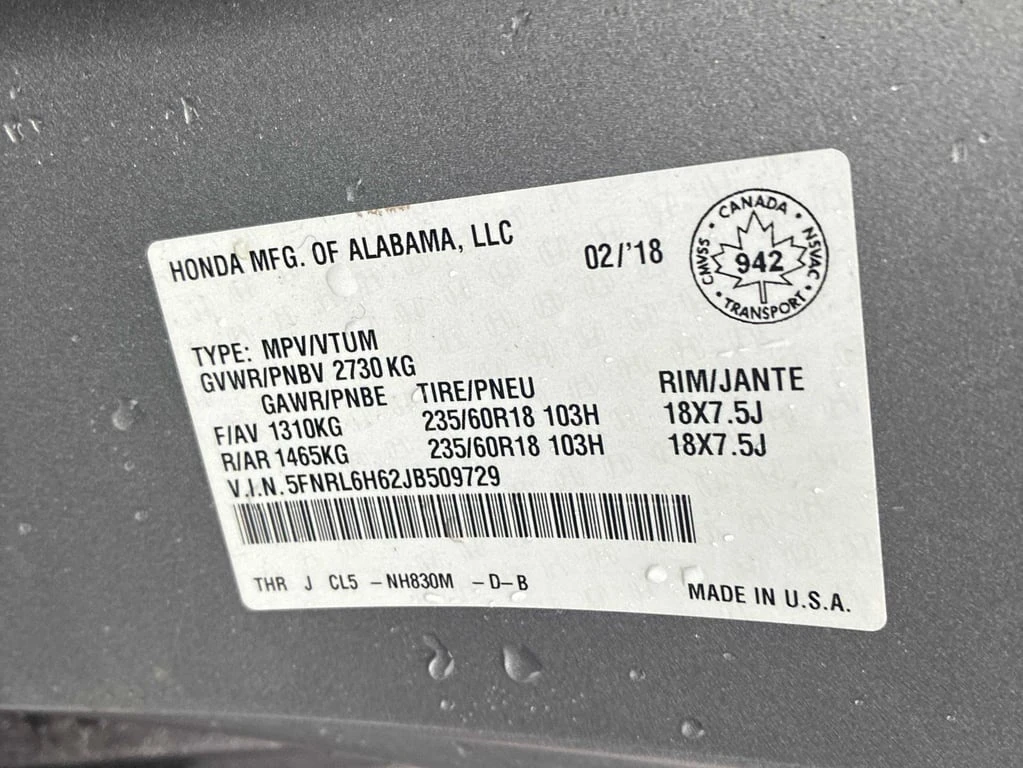 HONDA MFG. OF ALABAMA, LLC 02/'18
CANADA
CMVSS 942 NSVAC
TRANSPORT
TYPE: MPV/VTUM
GVWR/PNBV 2730 KG
GAWR/PNBE TIRE/PNEU RIM/JANTE
F/AV 1310KG 235/60R18 103H 18X7.5J
R/AR 1465KG 235/60R18 103H 18X7.5J
V.I.N. 5FNRL6H62JB509729
THR J CL5 -NH830M -D-B MADE IN U.S.A.